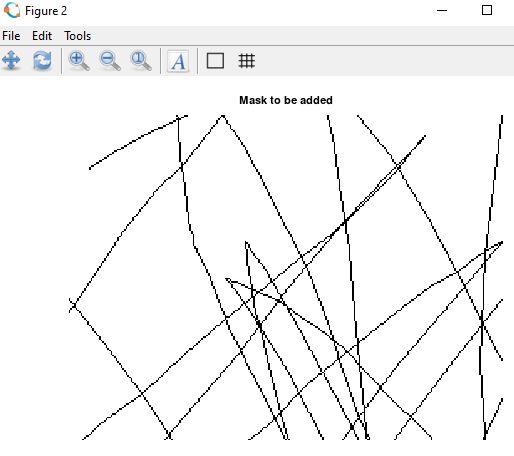 Figure 2
File Edit Tools
A
Mask to be added